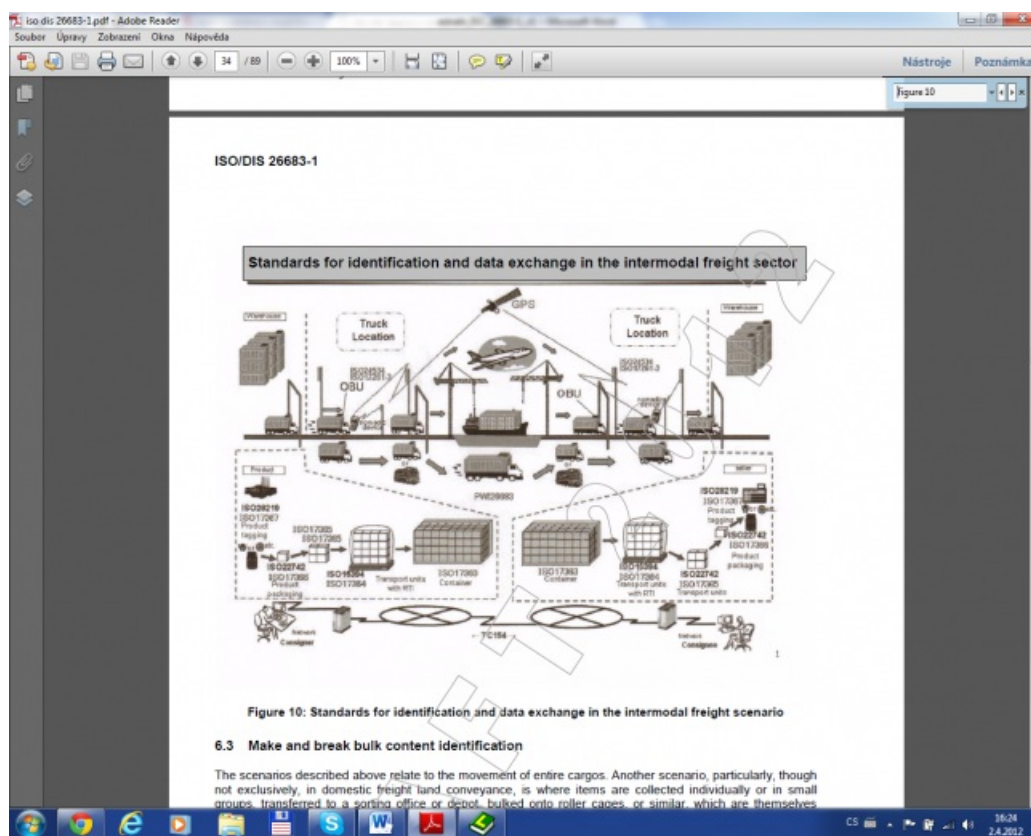 iso dis 26683-1.pdf - Adobe Reader
Soubor Úpravy Zobrazení Okna Nápověda
34 / 89 100% Nástroje Poznámka
Figure 10
ISO/DIS 26683-1
Standards for identification and data exchange in the intermodal freight sector
GPS
Warehouse
Truck
Location
Truck
Location
Warehouse
OBU
OBU
Product
ISO28219
ISO17367
Product
tagging
ISO17365
ISO22742
Product
packaging
ISO15394
ISO17364
Transport units
with RTI
ISO17363
Container
ISO17363
Container
ISO15394
ISO17364
Transport units
with RTI
ISO22742
ISO17365
Transport units
ISO28219
ISO17367
Product
tagging
ISO22742
ISO17366
Product
packaging
Network
Consigner
TC154
Network
Consignee
1
Figure 10: Standards for identification and data exchange in the intermodal freight scenario
6.3 Make and break bulk content identification
The scenarios described above relate to the movement of entire cargos. Another scenario, particularly, though
not exclusively, in domestic freight land conveyance, is where items are collected individually or in small
groups, transferred to a sorting office or depot, bulked onto roller cages, or similar, which are themselves
CS 16:24
2.4.2012